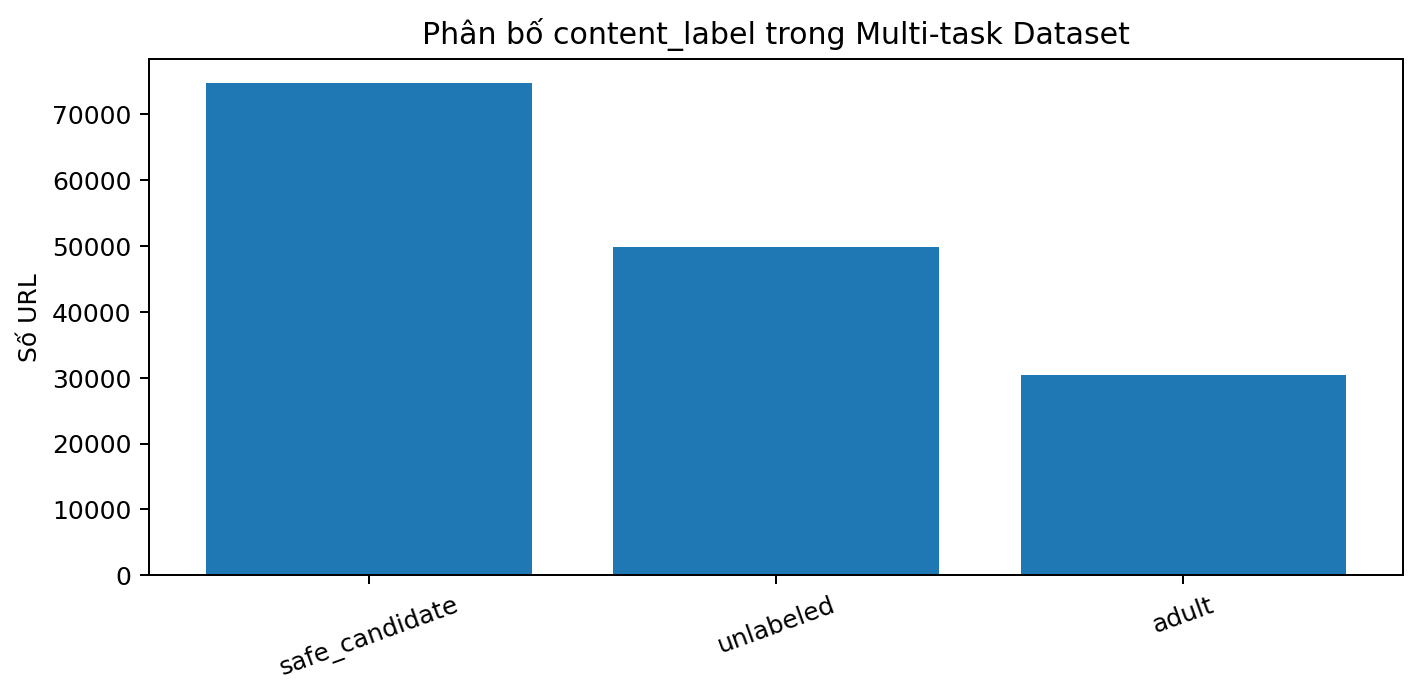 Phân bố content_label trong Multi-task Dataset
Số URL
70000
60000
50000
40000
30000
20000
10000
0
safe_candidate
unlabeled
adult